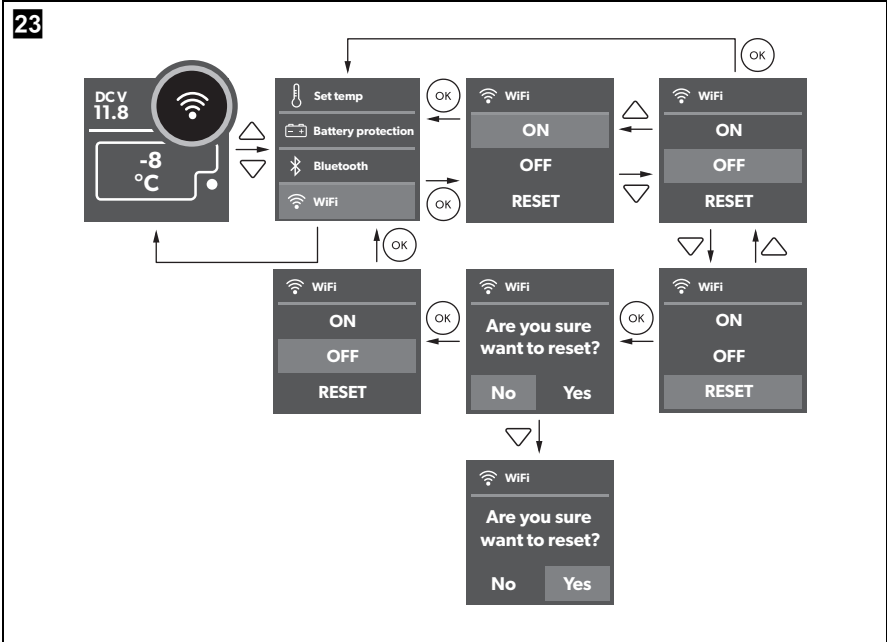 23
OK
DC V
11.8
-8
°C
Set temp
Battery protection
Bluetooth
WiFi
OK
OK
WiFi
ON
OFF
RESET
WiFi
ON
OFF
RESET
OK
WiFi
ON
OFF
RESET
OK
WiFi
Are you sure
want to reset?
No Yes
OK
WiFi
ON
OFF
RESET
WiFi
Are you sure
want to reset?
No Yes